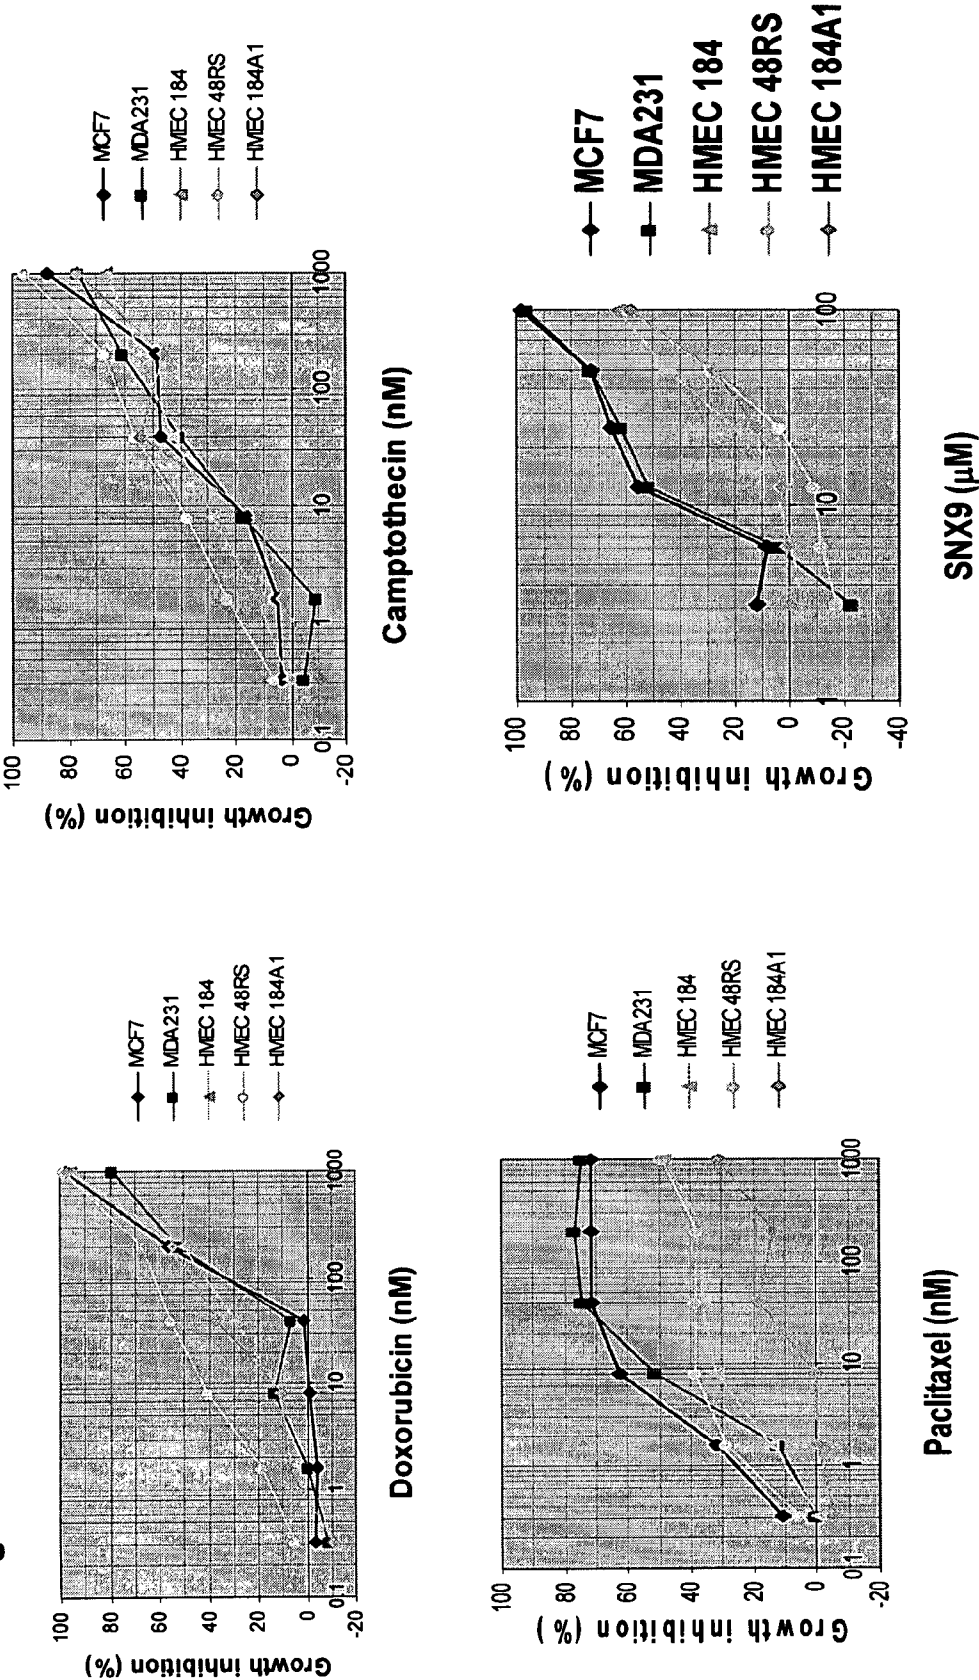 Growth inhibition (%)
100
80
60
40
20
0
-20
0.1
1
10
100
1000
Doxorubicin (nM)
MCF7
MDA231
HMEC 184
HMEC 48RS
HMEC 184A1
Growth inhibition (%)
100
80
60
40
20
0
-20
0.1
1
10
100
1000
Camptothecin (nM)
MCF7
MDA231
HMEC 184
HMEC 48RS
HMEC 184A1
Growth inhibition (%)
100
80
60
40
20
0
-20
0.1
1
10
100
1000
Paclitaxel (nM)
MCF7
MDA231
HMEC 184
HMEC 48RS
HMEC 184A1
Growth inhibition (%)
100
80
60
40
20
0
-20
-40
1
10
100
SNX9 (µM)
MCF7
MDA231
HMEC 184
HMEC 48RS
HMEC 184A1